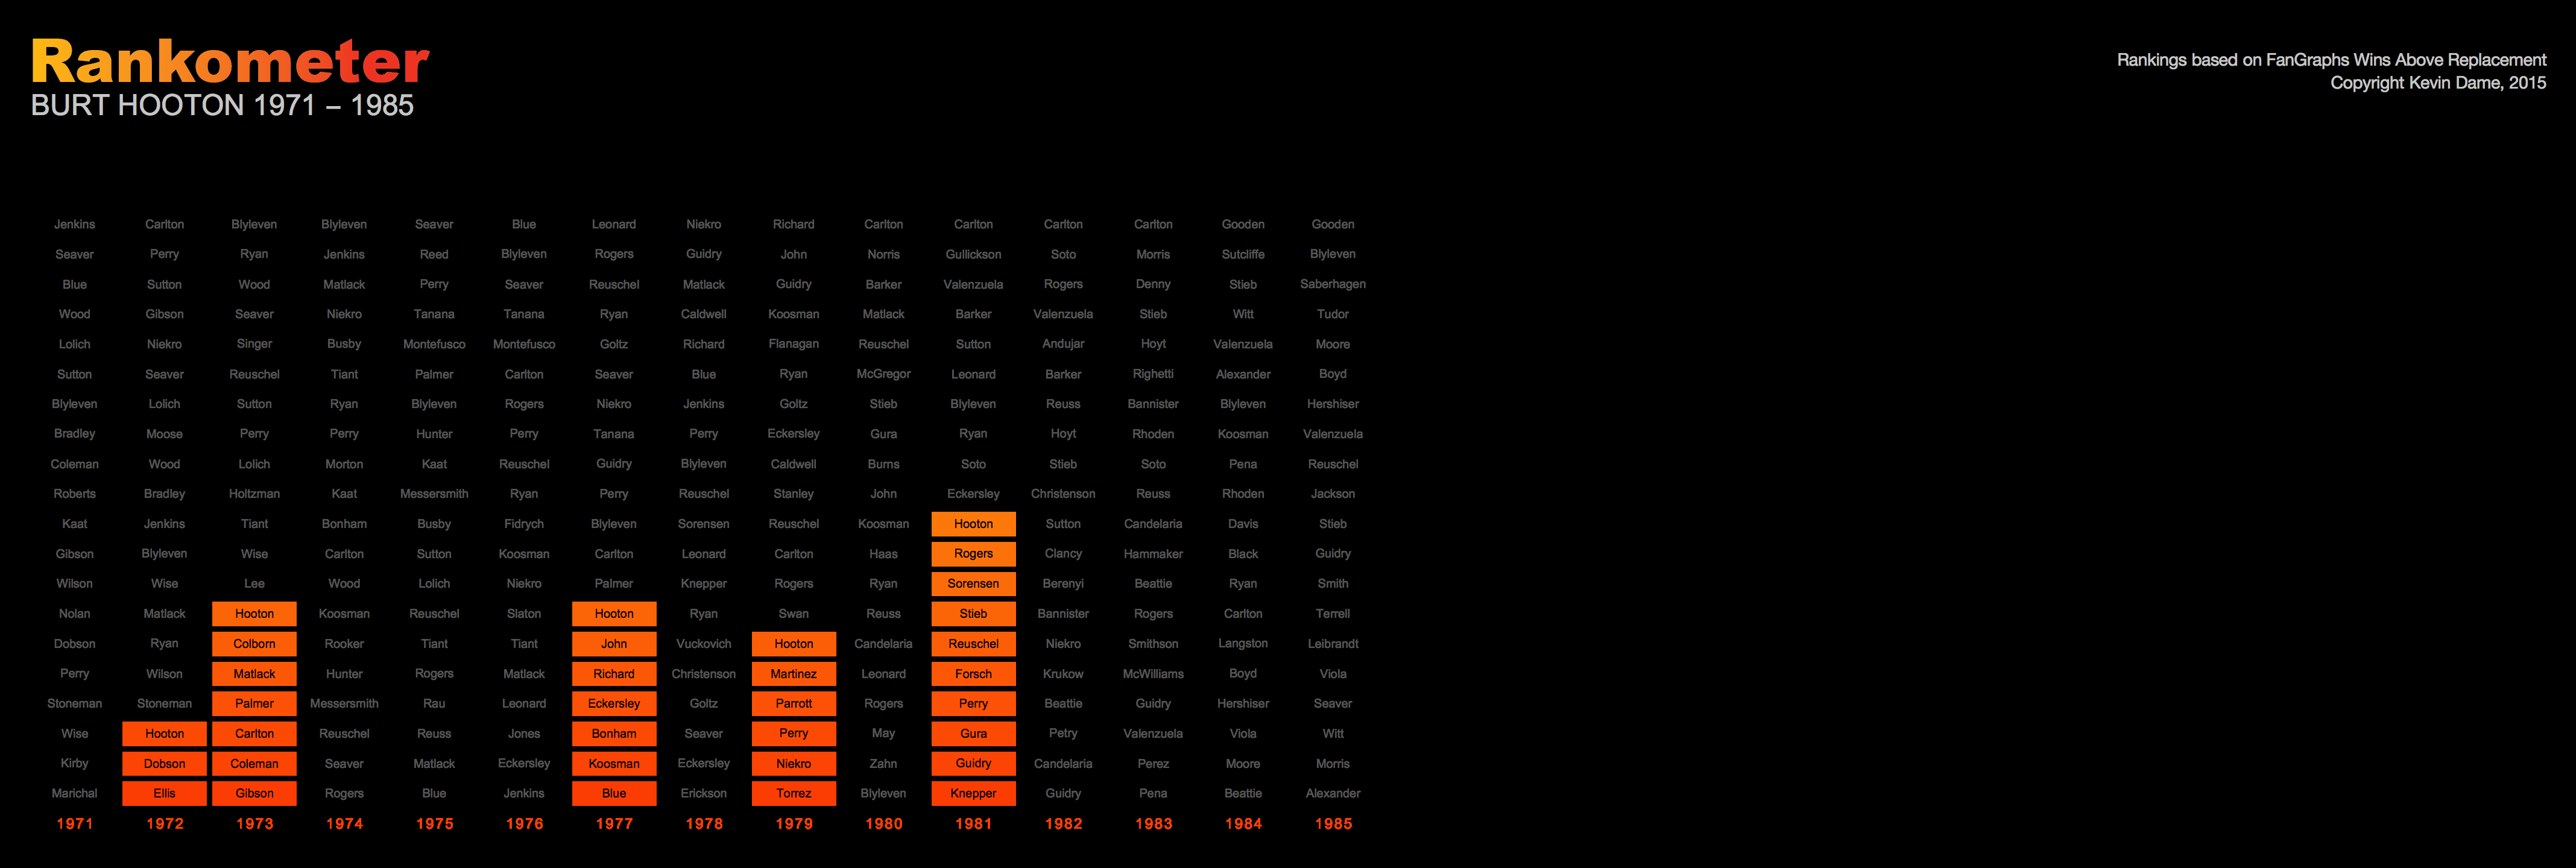 Rankometer
BURT HOOTON 1971 – 1985
Rankings based on FanGraphs Wins Above Replacement
Copyright Kevin Dame, 2015
Jenkins Carlton Blyleven Blyleven Seaver Blue Leonard Niekro Richard Carlton Carlton Carlton Carlton Gooden Gooden
Seaver Perry Ryan Jenkins Reed Blyleven Rogers Guidry John Norris Gullickson Soto Morris Sutcliffe Blyleven
Blue Sutton Wood Matlack Perry Seaver Reuschel Matlack Guidry Barker Valenzuela Rogers Denny Stieb Saberhagen
Wood Gibson Seaver Niekro Tanana Tanana Ryan Caldwell Koosman Matlack Barker Valenzuela Stieb Witt Tudor
Lolich Niekro Singer Busby Montefusco Montefusco Goltz Richard Flanagan Reuschel Sutton Andujar Hoyt Valenzuela Moore
Sutton Seaver Reuschel Tiant Palmer Carlton Seaver Blue Ryan McGregor Leonard Barker Righetti Alexander Boyd
Blyleven Lolich Sutton Ryan Blyleven Rogers Niekro Jenkins Goltz Stieb Blyleven Reuss Bannister Blyleven Hershiser
Bradley Moose Perry Perry Hunter Perry Tanana Perry Eckersley Gura Ryan Hoyt Rhoden Koosman Valenzuela
Coleman Wood Lolich Morton Kaat Reuschel Guidry Blyleven Caldwell Burns Soto Stieb Soto Pena Reuschel
Roberts Bradley Holtzman Kaat Messersmith Ryan Perry Reuschel Stanley John Eckersley Christenson Reuss Rhoden Jackson
Kaat Jenkins Tiant Bonham Busby Fidrych Blyleven Sorensen Reuschel Koosman Hooton Sutton Candelaria Davis Stieb
Gibson Blyleven Wise Carlton Sutton Koosman Carlton Leonard Carlton Haas Rogers Clancy Hammaker Black Guidry
Wilson Wise Lee Wood Lolich Niekro Palmer Knepper Rogers Ryan Sorensen Berenyi Beattie Ryan Smith
Nolan Matlack Hooton Koosman Reuschel Slaton Hooton Ryan Swan Reuss Stieb Bannister Rogers Carlton Terrell
Dobson Ryan Colborn Rooker Tiant Tiant John Vuckovich Hooton Candelaria Reuschel Niekro Smithson Langston Leibrandt
Perry Wilson Matlack Hunter Rogers Matlack Richard Christenson Martinez Leonard Forsch Krukow McWilliams Boyd Viola
Stoneman Stoneman Palmer Messersmith Rau Leonard Eckersley Goltz Parrott Rogers Perry Beattie Guidry Hershiser Seaver
Wise Hooton Carlton Reuschel Reuss Jones Bonham Seaver Perry May Gura Petry Valenzuela Viola Witt
Kirby Dobson Coleman Seaver Matlack Eckersley Koosman Eckersley Niekro Zahn Guidry Candelaria Perez Moore Morris
Marichal Ellis Gibson Rogers Blue Jenkins Blue Erickson Torrez Blyleven Knepper Guidry Pena Beattie Alexander
1971 1972 1973 1974 1975 1976 1977 1978 1979 1980 1981 1982 1983 1984 1985